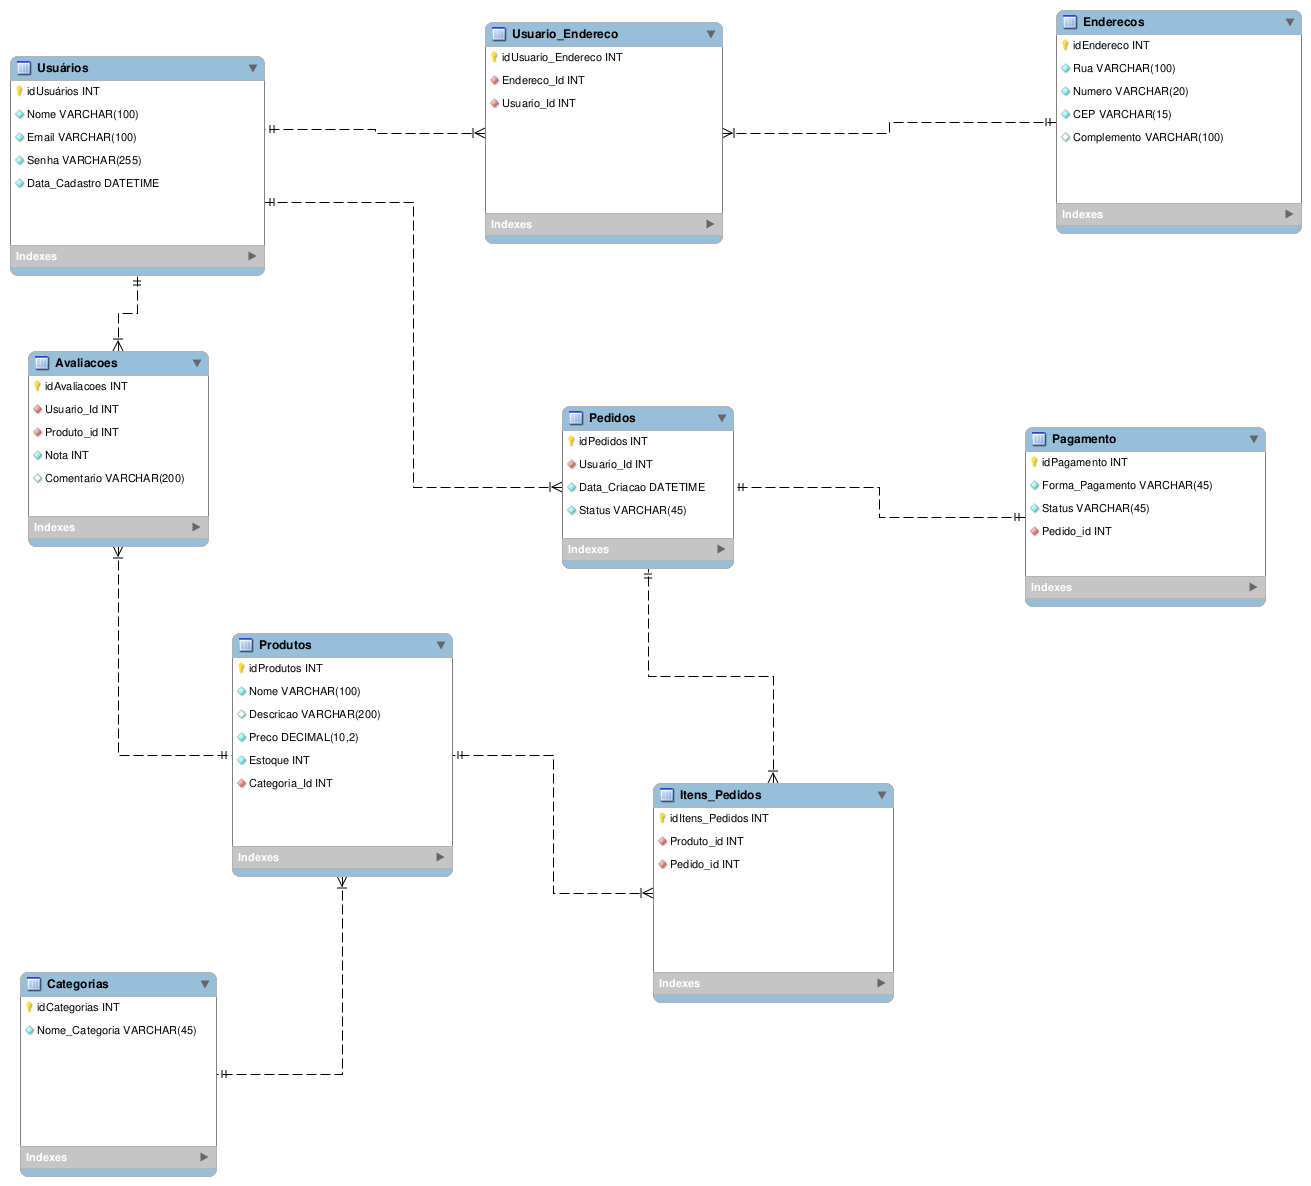 Usuários
idUsuários INT
Nome VARCHAR(100)
Email VARCHAR(100)
Senha VARCHAR(255)
Data_Cadastro DATETIME
Indexes
Usuario_Endereco
idUsuario_Endereco INT
Endereco_Id INT
Usuario_Id INT
Indexes
Enderecos
idEndereco INT
Rua VARCHAR(100)
Numero VARCHAR(20)
CEP VARCHAR(15)
Complemento VARCHAR(100)
Indexes
Avaliacoes
idAvaliacoes INT
Usuario_Id INT
Produto_id INT
Nota INT
Comentario VARCHAR(200)
Indexes
Pedidos
idPedidos INT
Usuario_Id INT
Data_Criacao DATETIME
Status VARCHAR(45)
Indexes
Pagamento
idPagamento INT
Forma_Pagamento VARCHAR(45)
Status VARCHAR(45)
Pedido_id INT
Indexes
Produtos
idProdutos INT
Nome VARCHAR(100)
Descricao VARCHAR(200)
Preco DECIMAL(10,2)
Estoque INT
Categoria_Id INT
Indexes
Itens_Pedidos
idItens_Pedidos INT
Produto_id INT
Pedido_id INT
Indexes
Categorias
idCategorias INT
Nome_Categoria VARCHAR(45)
Indexes